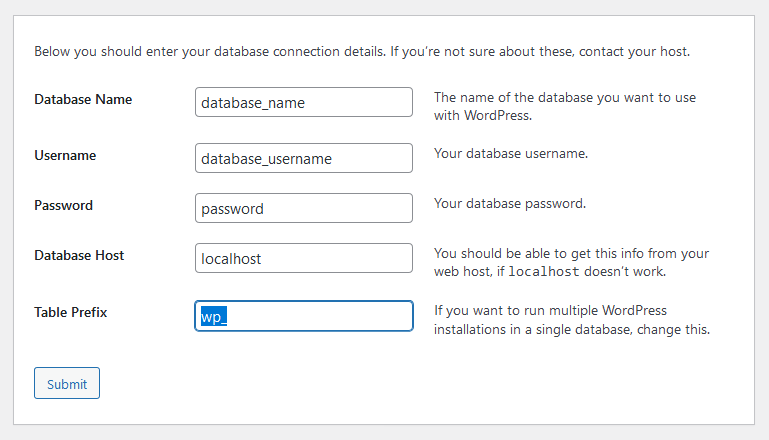 Below you should enter your database connection details. If you're not sure about these, contact your host.
Database Name
database_name
The name of the database you want to use
with WordPress.
Username
database_username
Your database username.
Password
password
Your database password.
Database Host
localhost
You should be able to get this info from your
web host, if localhost doesn't work.
Table Prefix
wp_
If you want to run multiple WordPress
installations in a single database, change this.
Submit